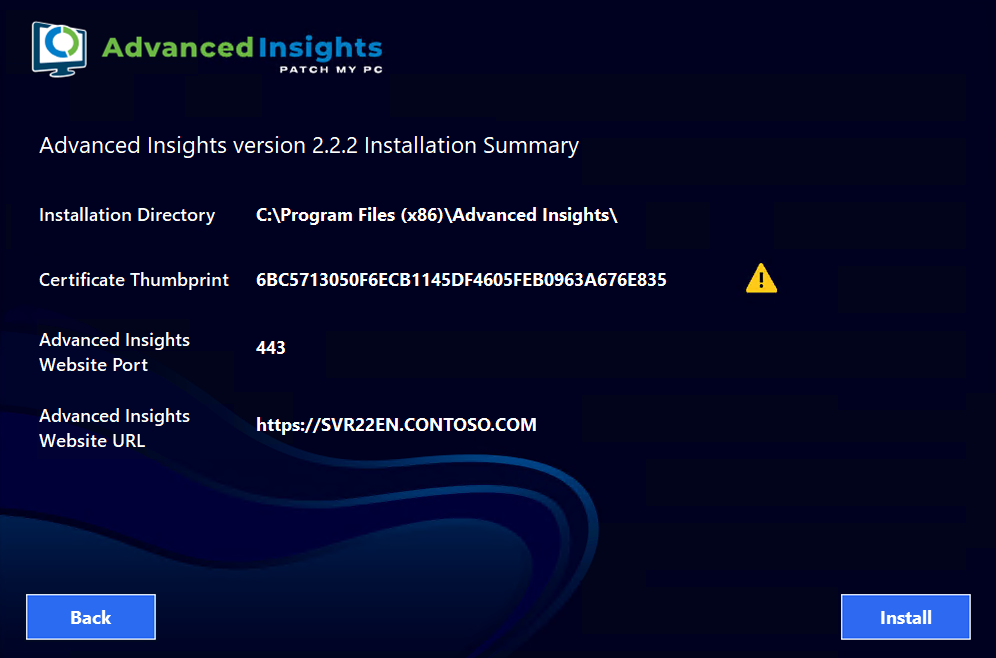 AdvancedInsights
PATCH MY PC
Advanced Insights version 2.2.2 Installation Summary
Installation Directory C:\Program Files (x86)\Advanced Insights\
Certificate Thumbprint 6BC5713050F6ECB1145DF4605FEB0963A676E835
Advanced Insights
Website Port
443
Advanced Insights
Website URL
https://SVR22EN.CONTOSO.COM
Back
Install